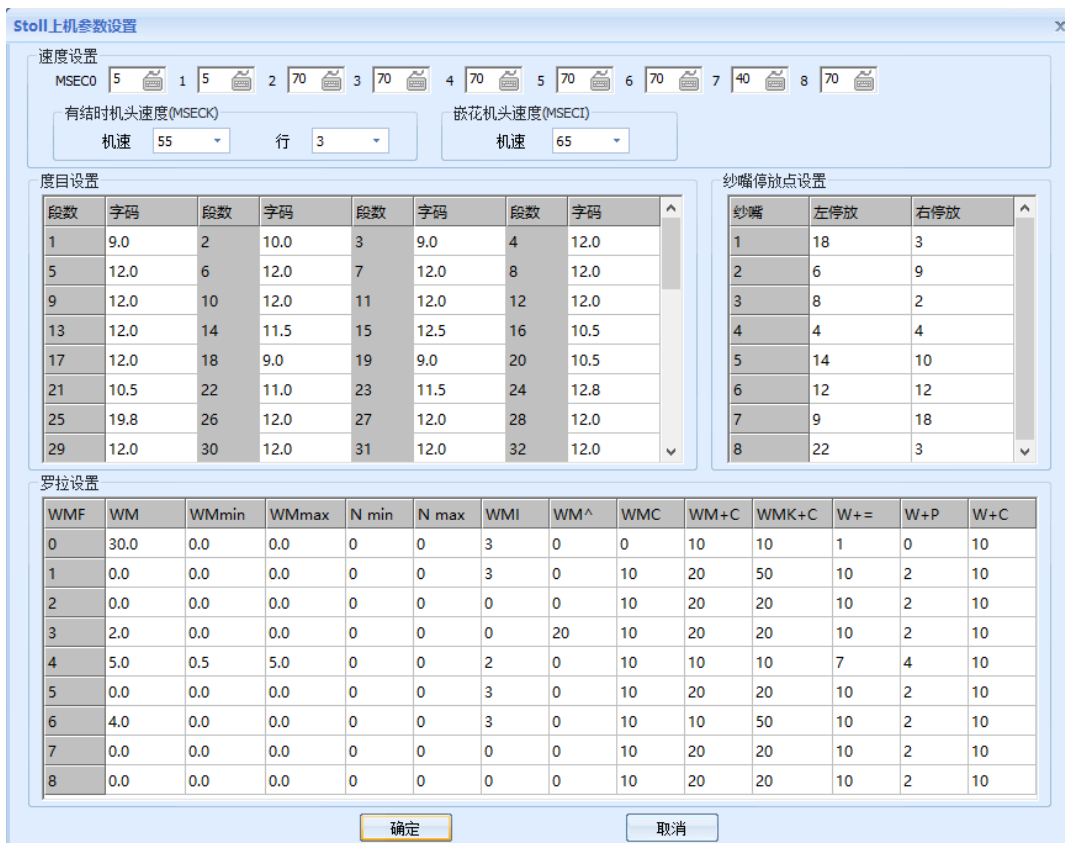 Stoll上机参数设置 x
速度设置
MSEC0 5 1 5 2 70 3 70 4 70 5 70 6 70 7 40 8 70
有结时机头速度(MSECK) 嵌花机头速度(MSECI)
机速 55 行 3 机速 65
度目设置 纱嘴停放点设置
段数 字码 段数 字码 段数 字码 段数 字码 纱嘴 左停放 右停放
1 9.0 2 10.0 3 9.0 4 12.0 1 18 3
5 12.0 6 12.0 7 12.0 8 12.0 2 6 9
9 12.0 10 12.0 11 12.0 12 12.0 3 8 2
13 12.0 14 11.5 15 12.5 16 10.5 4 4 4
17 12.0 18 9.0 19 9.0 20 10.5 5 14 10
21 10.5 22 11.0 23 11.5 24 12.8 6 12 12
25 19.8 26 12.0 27 12.0 28 12.0 7 9 18
29 12.0 30 12.0 31 12.0 32 12.0 8 22 3
罗拉设置
WMF WM WMmin WMmax N min N max WMI WM^ WMC WM+C WMK+C W+= W+P W+C
0 30.0 0.0 0.0 0 0 3 0 0 10 10 1 0 10
1 0.0 0.0 0.0 0 0 3 0 10 20 50 10 2 10
2 0.0 0.0 0.0 0 0 0 0 10 20 20 10 2 10
3 2.0 0.0 0.0 0 0 0 20 10 20 20 10 2 10
4 5.0 0.5 5.0 0 0 2 0 10 10 10 7 4 10
5 0.0 0.0 0.0 0 0 3 0 10 20 20 10 2 10
6 4.0 0.0 0.0 0 0 3 0 10 10 50 10 2 10
7 0.0 0.0 0.0 0 0 0 0 10 20 20 10 2 10
8 0.0 0.0 0.0 0 0 0 0 10 20 20 10 2 10
确定 取消